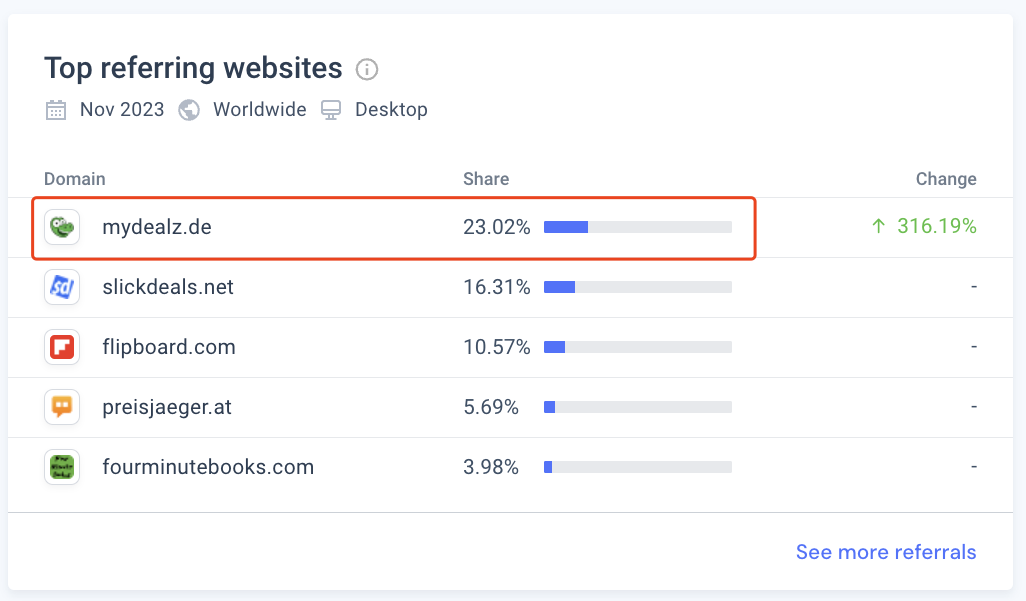 Top referring websites
Nov 2023 Worldwide Desktop
Domain Share Change
mydealz.de 23.02% ↑ 316.19%
sd slickdeals.net 16.31% -
flipboard.com 10.57% -
preisjaeger.at 5.69% -
fourminutebooks.com 3.98% -
See more referrals